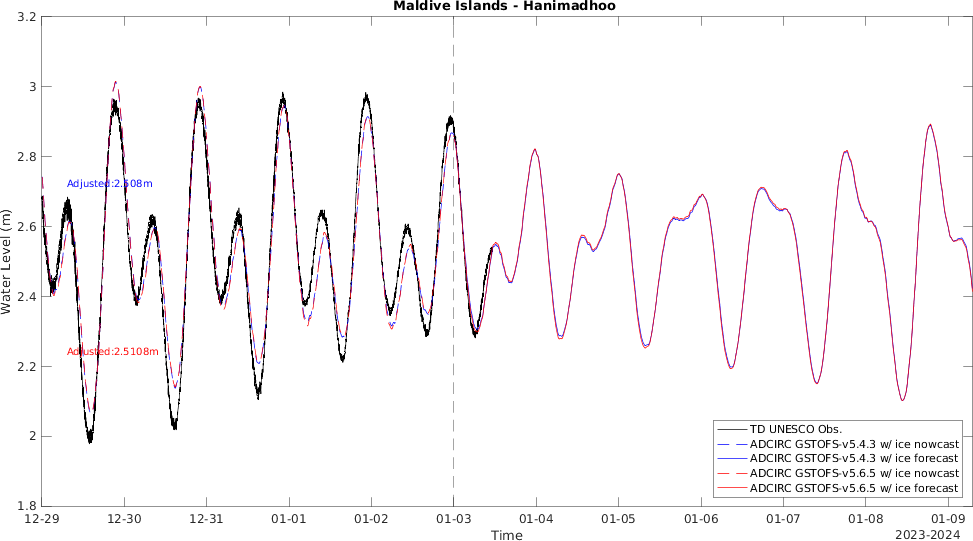 Maldive Islands - Hanimadhoo
3.2
3
2.8
2.6
2.4
2.2
2
1.8
Water Level (m)
Adjusted:2.508m
Adjusted:2.5108m
TD UNESCO Obs.
ADCIRC GSTOFS-v5.4.3 w/ ice nowcast
ADCIRC GSTOFS-v5.4.3 w/ ice forecast
ADCIRC GSTOFS-v5.6.5 w/ ice nowcast
ADCIRC GSTOFS-v5.6.5 w/ ice forecast
12-29 12-30 12-31 01-01 01-02 01-03 01-04 01-05 01-06 01-07 01-08 01-09
Time
2023-2024